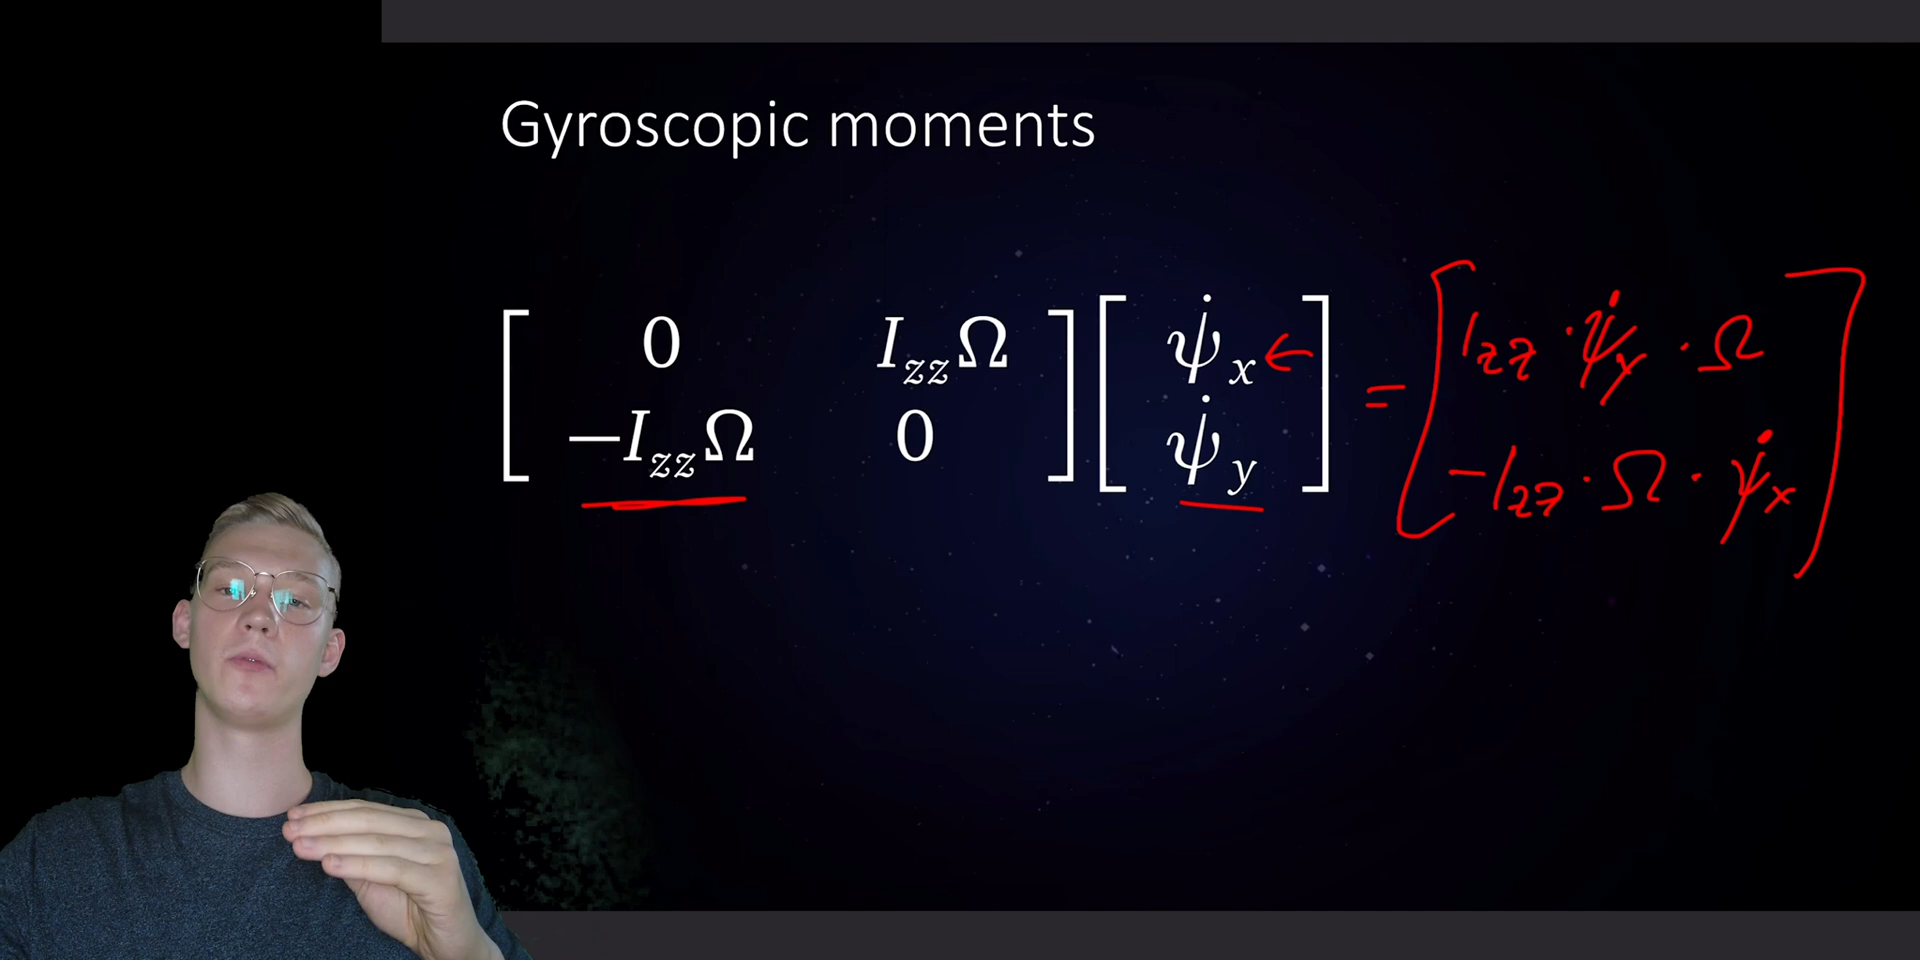 Gyroscopic moments
[ 0 I_zz Ω ] [ ψ̇_x ← ] = [ I_zz · ψ̇_y · Ω ]
[ −I_zz Ω 0 ] [ ψ̇_y ] [ −I_zz · Ω · ψ̇_x ]